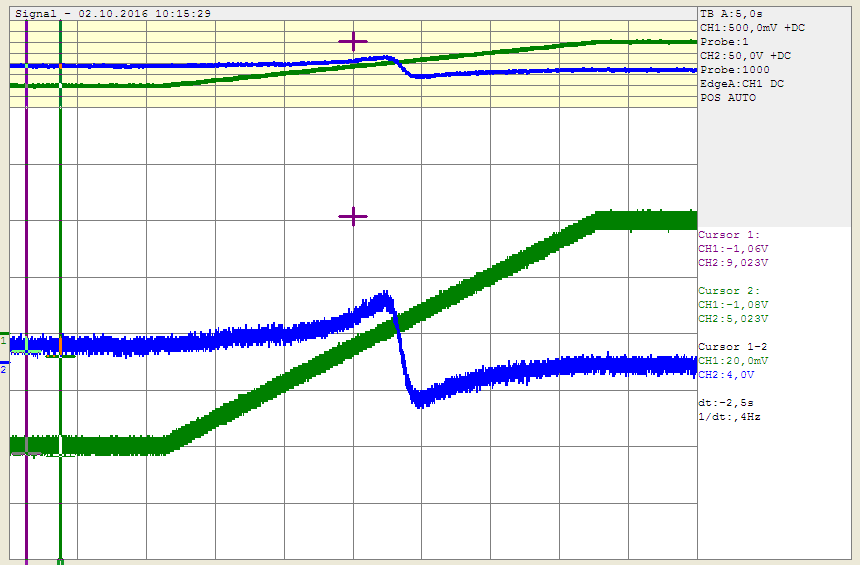 Signal - 02.10.2016 10:15:29
TB A:5,0s
CH1:500,0mV +DC
Probe:1
CH2:50,0V +DC
Probe:1000
EdgeA:CH1 DC
POS AUTO
Cursor 1:
CH1:-1,06V
CH2:9,023V
Cursor 2:
CH1:-1,08V
CH2:5,023V
Cursor 1-2
CH1:20,0mV
CH2:4,0V
dt:-2,5s
1/dt:,4Hz
1
2